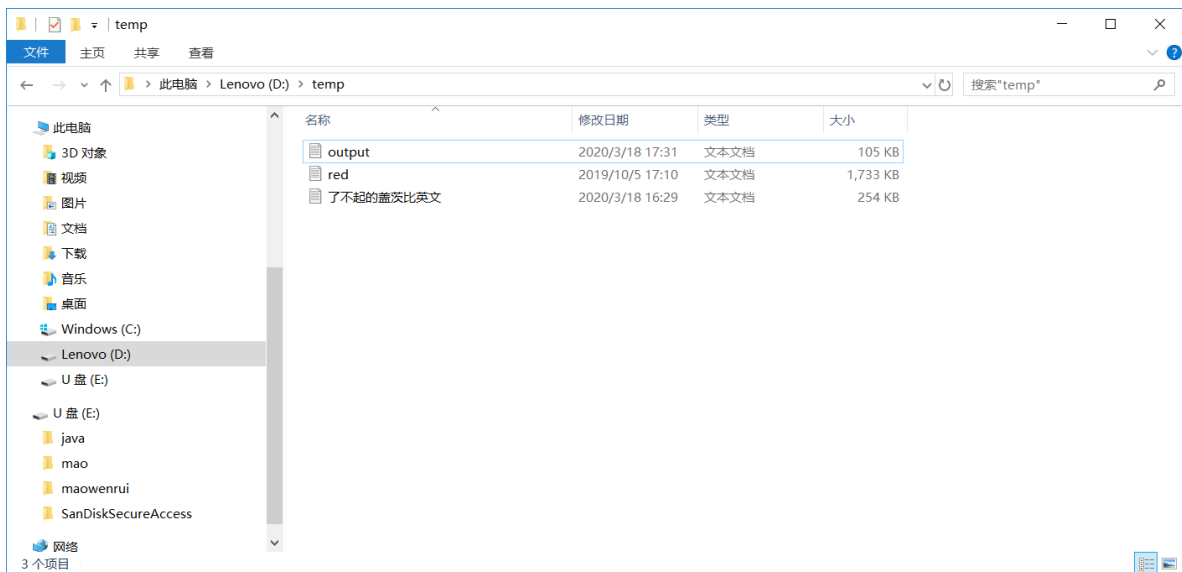 temp
文件 主页 共享 查看
此电脑 > Lenovo (D:) > temp 搜索"temp"
此电脑
3D 对象
视频
图片
文档
下载
音乐
桌面
Windows (C:)
Lenovo (D:)
U 盘 (E:)
U 盘 (E:)
java
mao
maowenrui
SanDiskSecureAccess
网络
名称 修改日期 类型 大小
output 2020/3/18 17:31 文本文档 105 KB
red 2019/10/5 17:10 文本文档 1,733 KB
了不起的盖茨比英文 2020/3/18 16:29 文本文档 254 KB
3 个项目